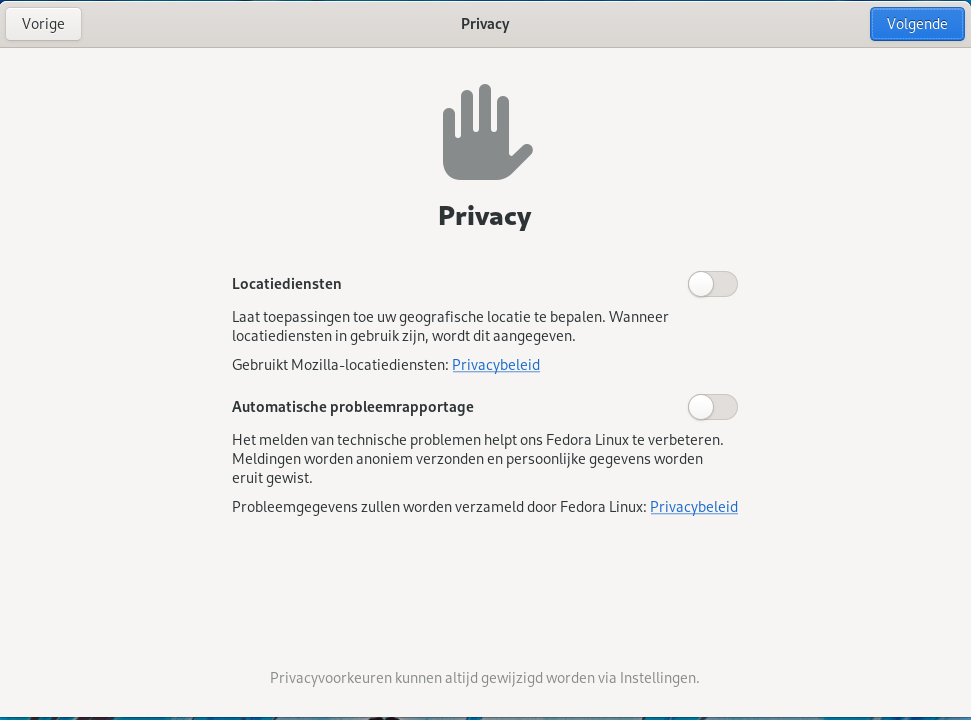 Vorige
Privacy
Volgende
Privacy
Locatiediensten
Laat toepassingen toe uw geografische locatie te bepalen. Wanneer
locatiediensten in gebruik zijn, wordt dit aangegeven.
Gebruikt Mozilla-locatiediensten: Privacybeleid
Automatische probleemrapportage
Het melden van technische problemen helpt ons Fedora Linux te verbeteren.
Meldingen worden anoniem verzonden en persoonlijke gegevens worden
eruit gewist.
Probleemgegevens zullen worden verzameld door Fedora Linux: Privacybeleid
Privacyvoorkeuren kunnen altijd gewijzigd worden via Instellingen.